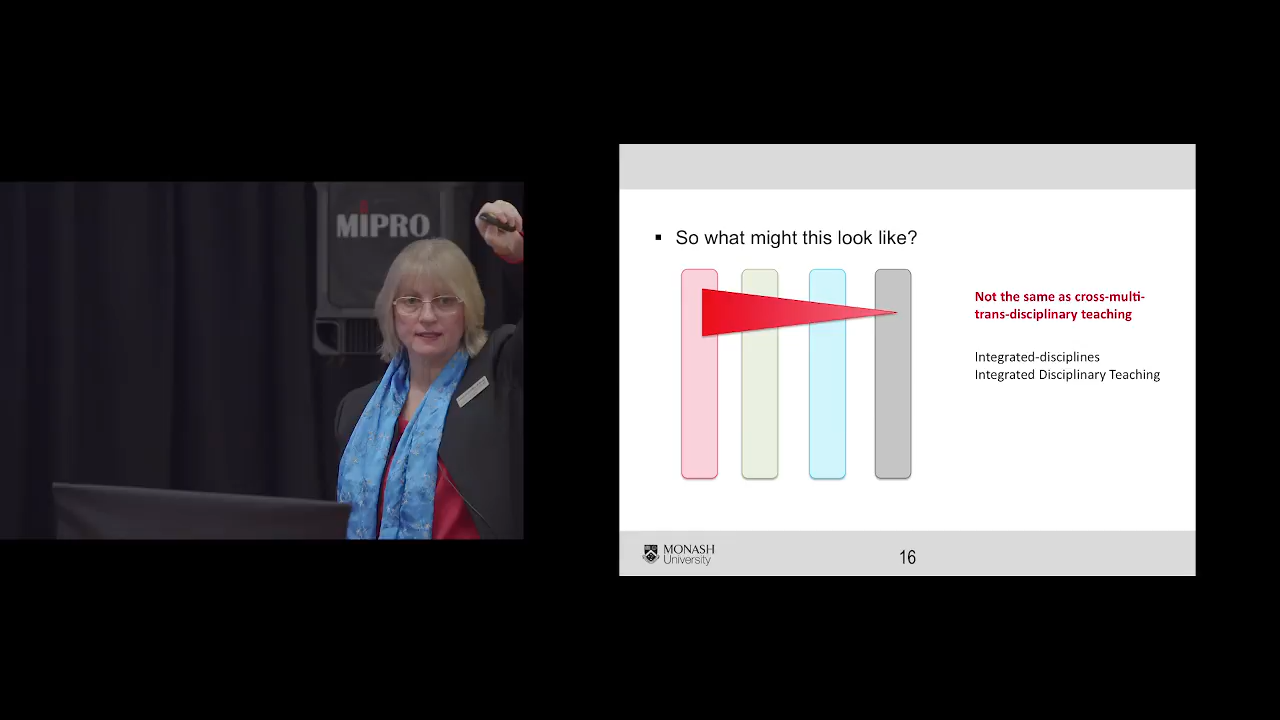 MIPRO
So what might this look like?
Not the same as cross-multi-
trans-disciplinary teaching
Integrated-disciplines
Integrated Disciplinary Teaching
MONASH
University
16